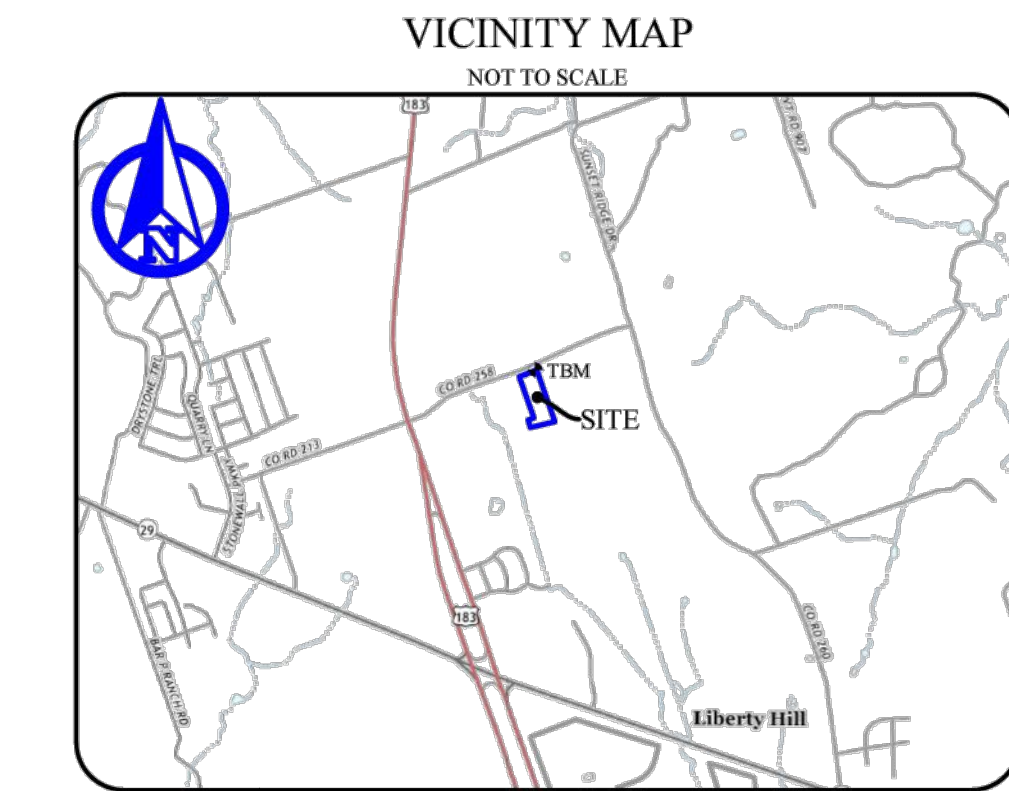 VICINITY MAP
NOT TO SCALE
183
SUNSET RIDGE DR
N
CO RD 258
TBM
DRYSTONE TRL
QUARRY LN
SITE
CO RD 213
STONEWALL PKWY
29
183
CO RD 260
BAR P RANCH RD
Liberty Hill